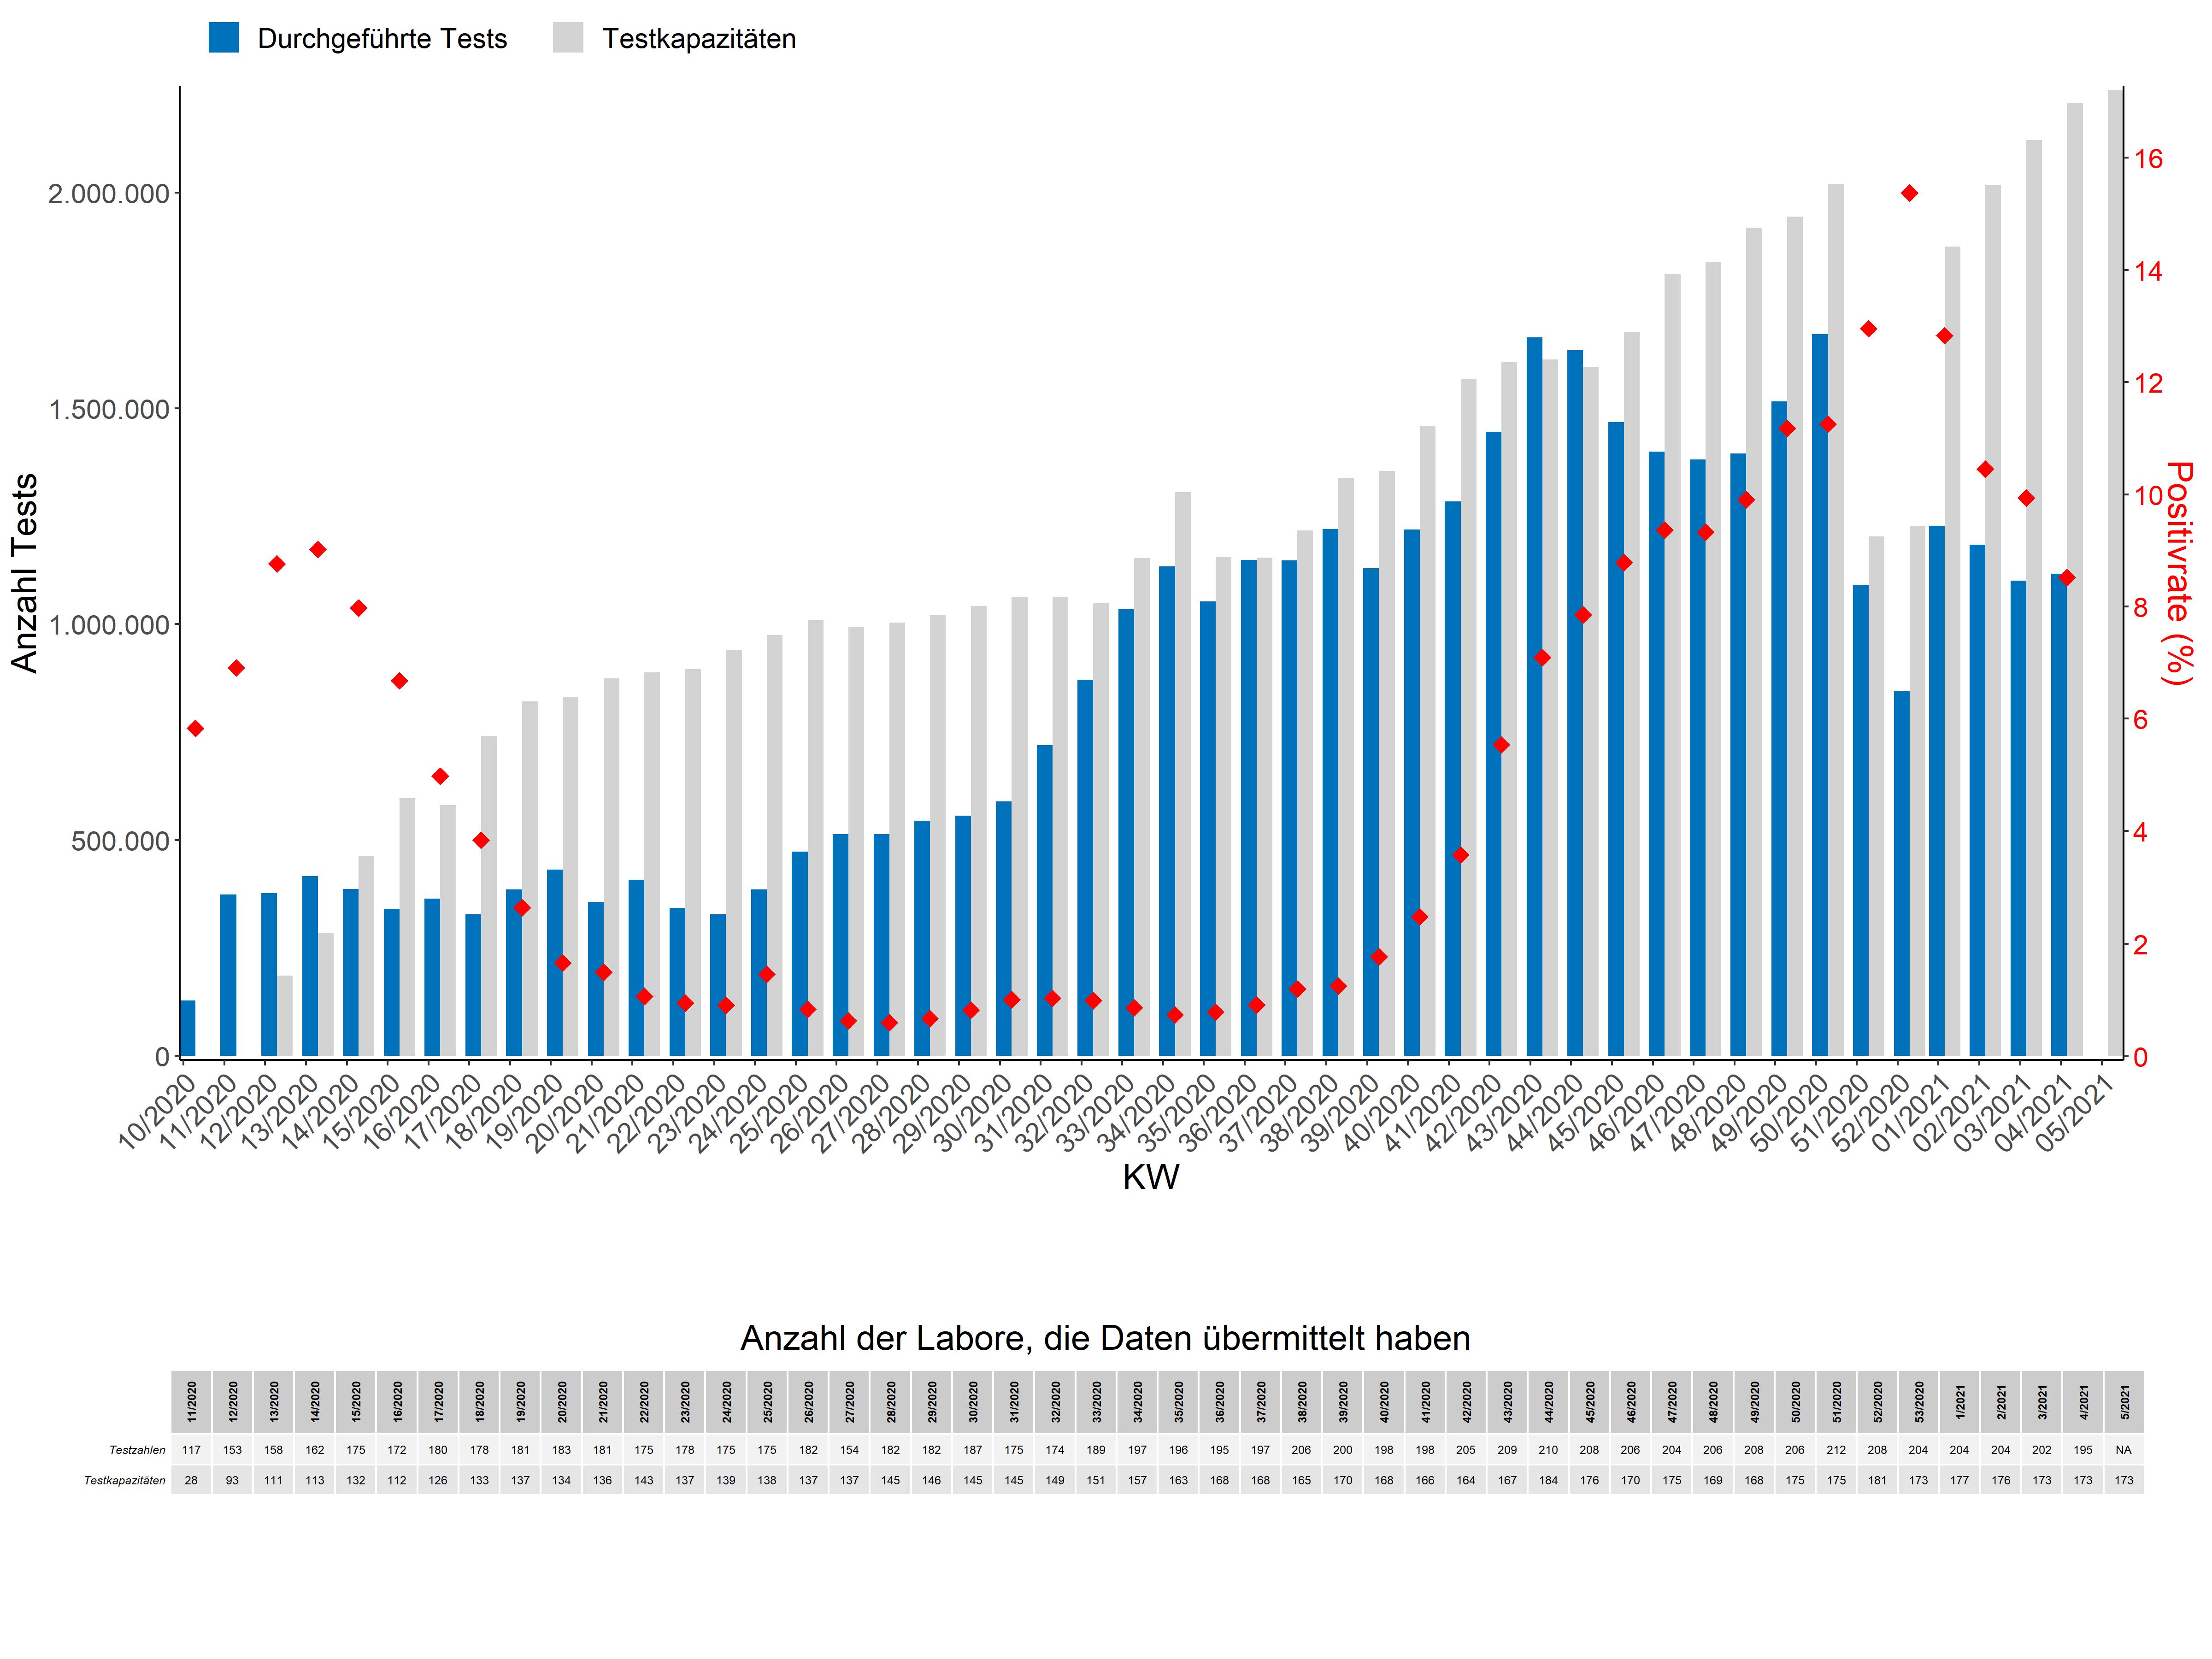 Durchgeführte Tests Testkapazitäten
Anzahl Tests
2.000.000
1.500.000
1.000.000
500.000
0
16
14
12
10
8
6
4
2
0
Positivrate (%)
10/2020 11/2020 12/2020 13/2020 14/2020 15/2020 16/2020 17/2020 18/2020 19/2020 20/2020 21/2020 22/2020 23/2020 24/2020 25/2020 26/2020 27/2020 28/2020 29/2020 30/2020 31/2020 32/2020 33/2020 34/2020 35/2020 36/2020 37/2020 38/2020 39/2020 40/2020 41/2020 42/2020 43/2020 44/2020 45/2020 46/2020 47/2020 48/2020 49/2020 50/2020 51/2020 52/2020 01/2021 02/2021 03/2021 04/2021 05/2021
KW
Anzahl der Labore, die Daten übermittelt haben
11/2020 12/2020 13/2020 14/2020 15/2020 16/2020 17/2020 18/2020 19/2020 20/2020 21/2020 22/2020 23/2020 24/2020 25/2020 26/2020 27/2020 28/2020 29/2020 30/2020 31/2020 32/2020 33/2020 34/2020 35/2020 36/2020 37/2020 38/2020 39/2020 40/2020 41/2020 42/2020 43/2020 44/2020 45/2020 46/2020 47/2020 48/2020 49/2020 50/2020 51/2020 52/2020 53/2020 1/2021 2/2021 3/2021 4/2021 5/2021
Testzahlen 117 153 158 162 175 172 180 178 181 183 181 175 178 175 175 182 154 182 182 187 175 174 189 197 196 195 197 206 200 198 198 205 209 210 208 206 204 206 208 206 212 208 204 204 204 202 195 NA
Testkapazitäten 28 93 111 113 132 112 126 133 137 134 136 143 137 139 138 137 137 145 146 145 145 149 151 157 163 168 168 165 170 168 166 164 167 184 176 170 175 169 168 175 175 181 173 177 176 173 173 173